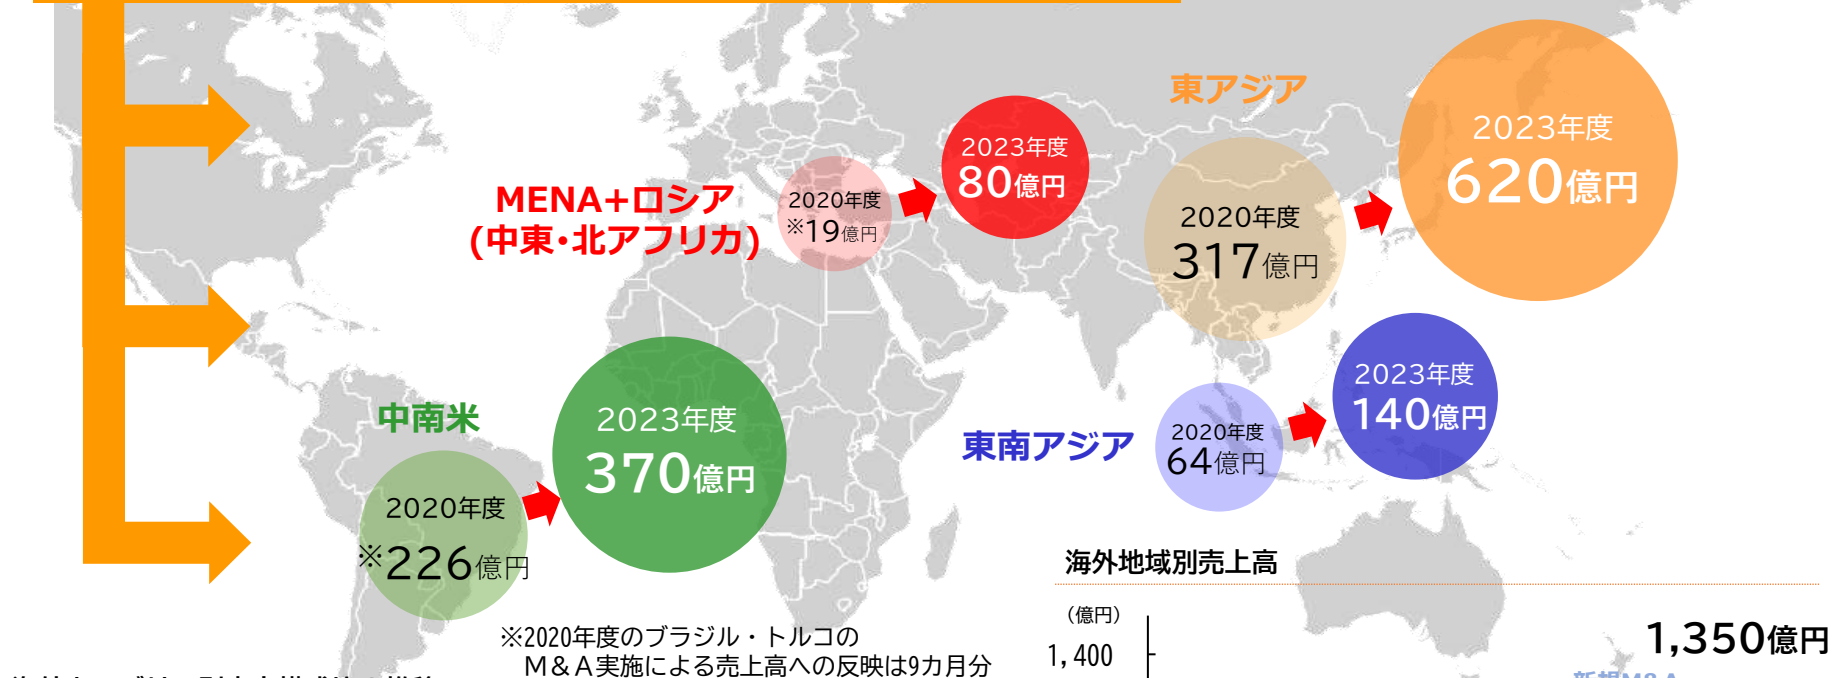 東アジア
2023年度
620億円
2020年度
317億円
MENA+ロシア
(中東・北アフリカ)
2020年度
※19億円
2023年度
80億円
中南米
2020年度
※226億円
2023年度
370億円
東南アジア
2020年度
64億円
2023年度
140億円
※2020年度のブラジル・トルコの
M&A実施による売上高への反映は9カ月分
海外地域別売上高
(億円)
1,400
1,350億円
新規M&A